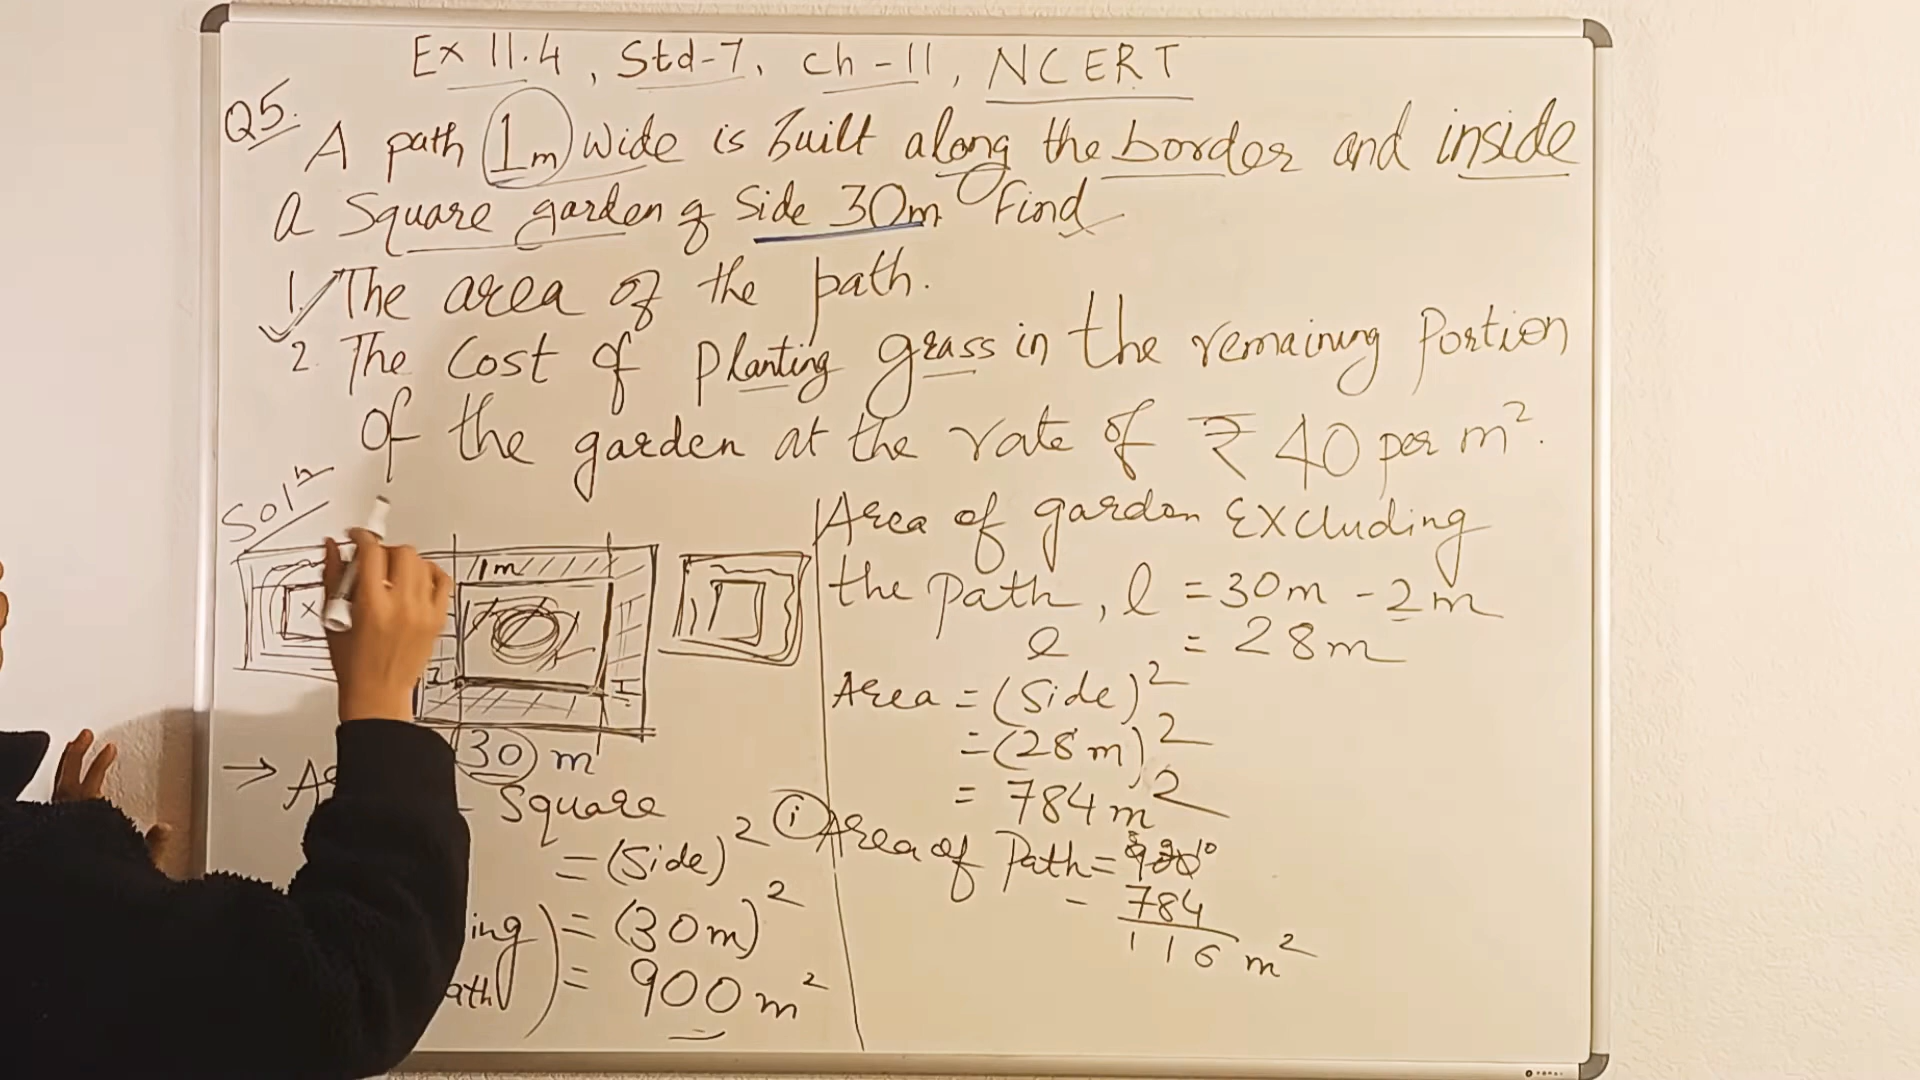 Ex 11.4, Std-7, Ch-11, NCERT
Q5.
A path 1m wide is built along the border and inside
a Square garden of Side 30m Find
1. The area of the path.
2. The Cost of Planting grass in the remaining Portion
of the garden at the rate of ₹ 40 per m².
Solⁿ
1m
30 m
→
Square
= (Side)²
ing) = (30m)²
ath) = 900 m²
Area of garden Excluding
the Path, l = 30m - 2m
l = 28m
Area = (Side)²
= (28m)²
= 784m²
(i) Area of Path = 900
- 784
116 m²